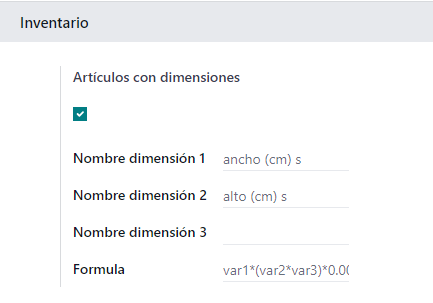 Inventario
Artículos con dimensiones
Nombre dimensión 1 ancho (cm) s
Nombre dimensión 2 alto (cm) s
Nombre dimensión 3
Formula var1*(var2*var3)*0.00